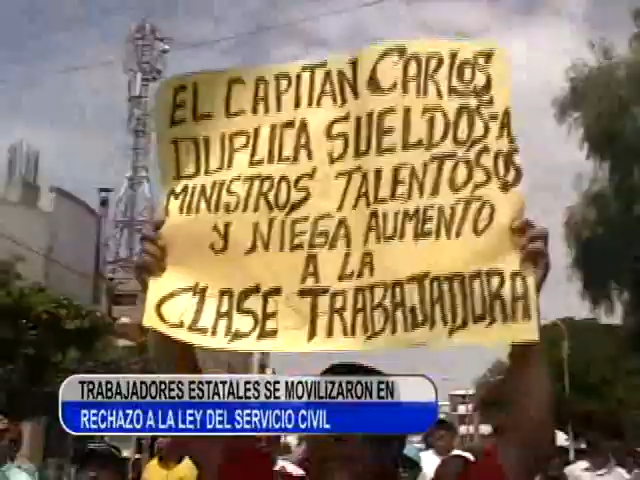 EL CAPITAN CARLOS
DUPLICA SUELDOS A
MINISTROS TALENTOSOS
Y NIEGA AUMENTO
A LA
CLASE TRABAJADORA
TRABAJADORES ESTATALES SE MOVILIZARON EN
RECHAZO A LA LEY DEL SERVICIO CIVIL